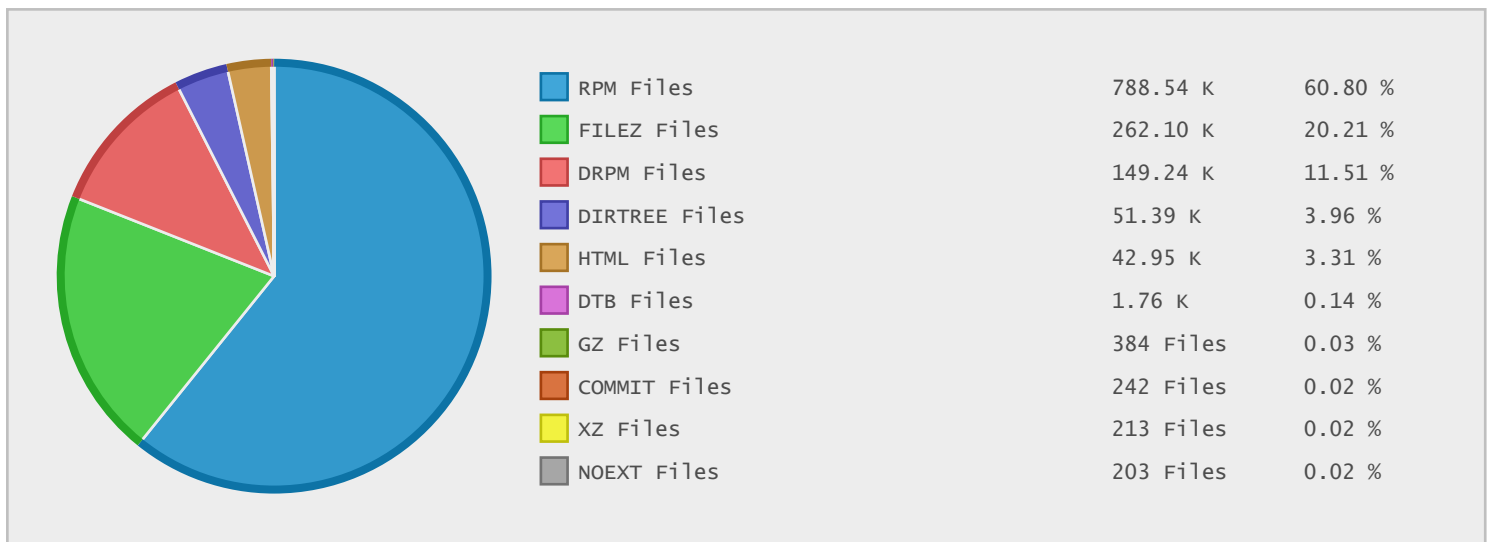 RPM Files 788.54 K 60.80 %
FILEZ Files 262.10 K 20.21 %
DRPM Files 149.24 K 11.51 %
DIRTREE Files 51.39 K 3.96 %
HTML Files 42.95 K 3.31 %
DTB Files 1.76 K 0.14 %
GZ Files 384 Files 0.03 %
COMMIT Files 242 Files 0.02 %
XZ Files 213 Files 0.02 %
NOEXT Files 203 Files 0.02 %